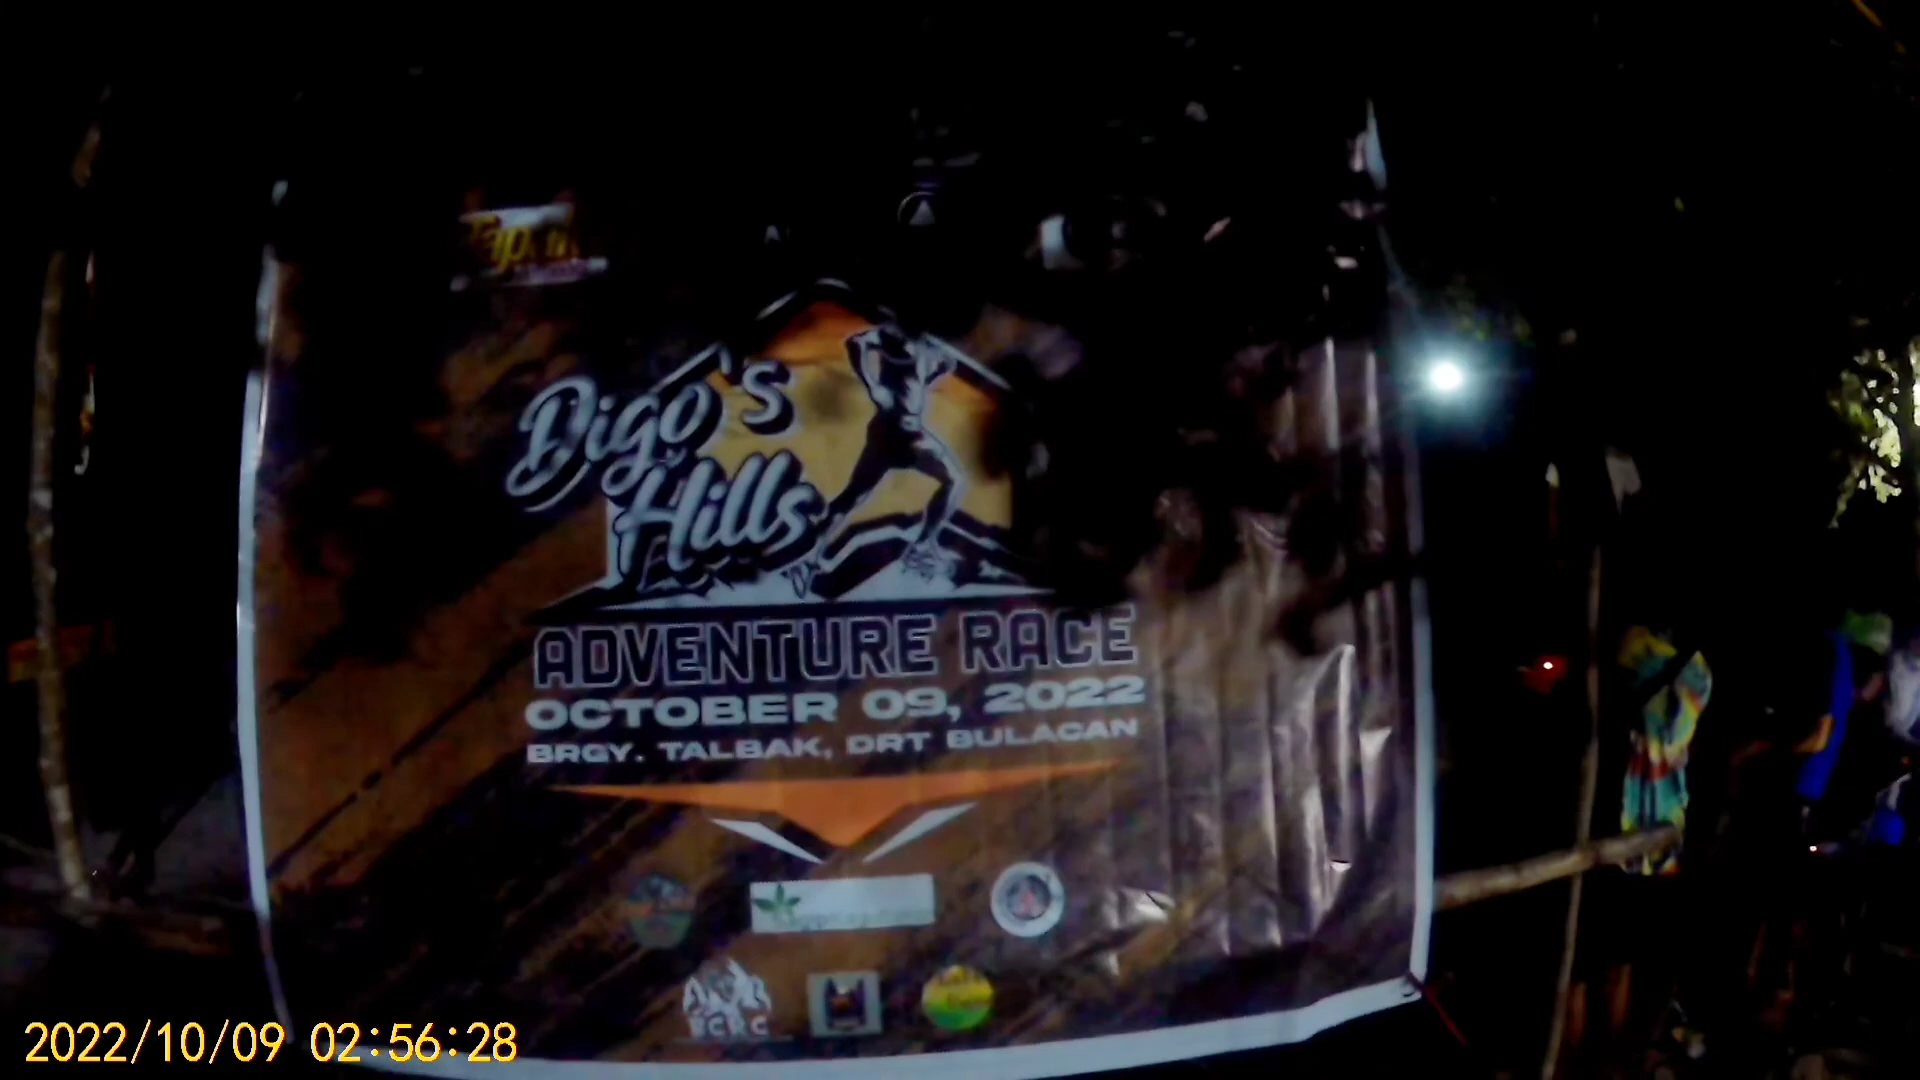 Digo's
Hills
ADVENTURE RACE
OCTOBER 09, 2022
BRGY. TALBAK, DRT BULACAN
2022/10/09 02:56:28